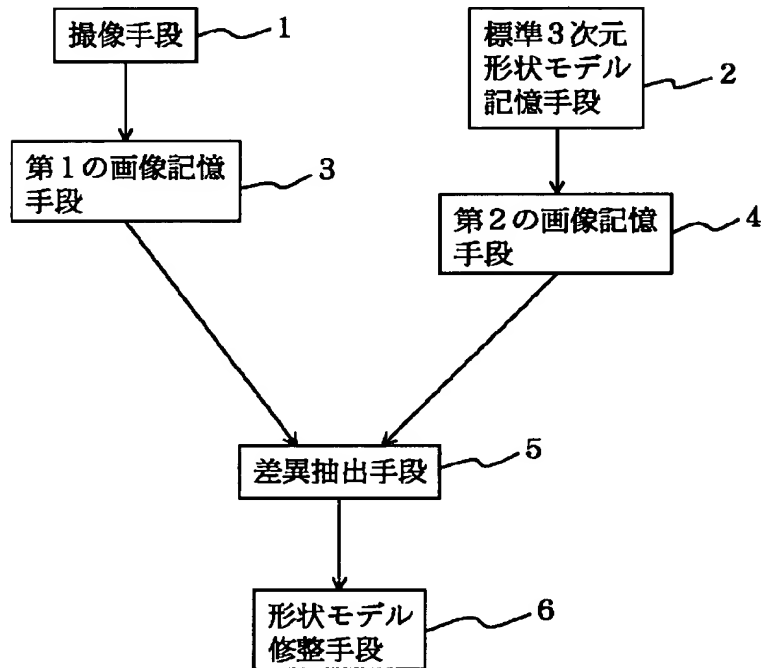 撮像手段
1
標準3次元
形状モデル
記憶手段
2
第1の画像記憶
手段
3
第2の画像記憶
手段
4
差異抽出手段
5
形状モデル
修整手段
6